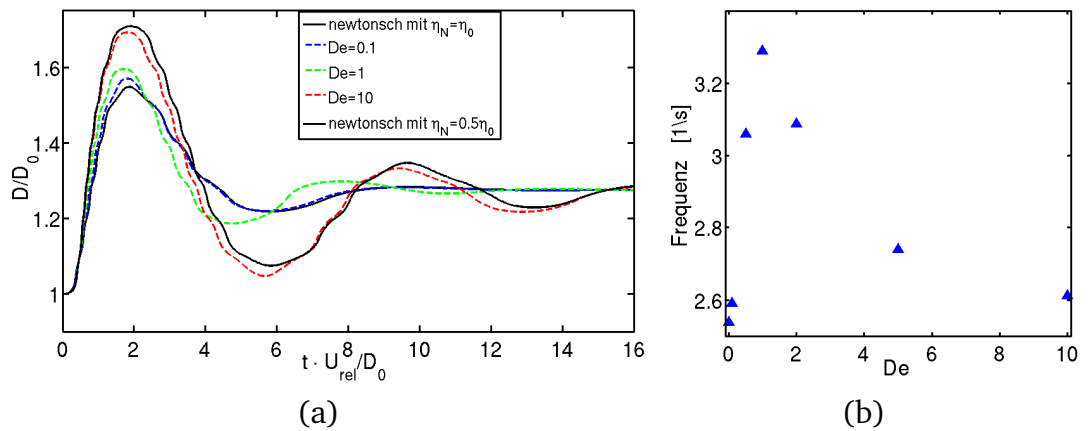 newtonsch mit η_N=η_0
De=0.1
De=1
De=10
newtonsch mit η_N=0.5η_0
D/D_0
1.6
1.4
1.2
1
0 2 4 6 8 10 12 14 16
t · U_rel/D_0
(a)
Frequenz [1\s]
3.2
3
2.8
2.6
0 2 4 6 8 10
De
(b)